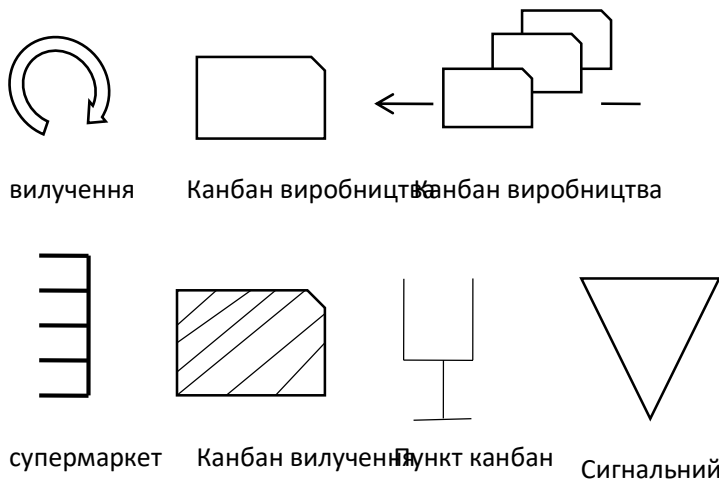 вилучення
Канбан виробництва
Канбан виробництва
супермаркет
Канбан вилучення
Пункт канбан
Сигнальний